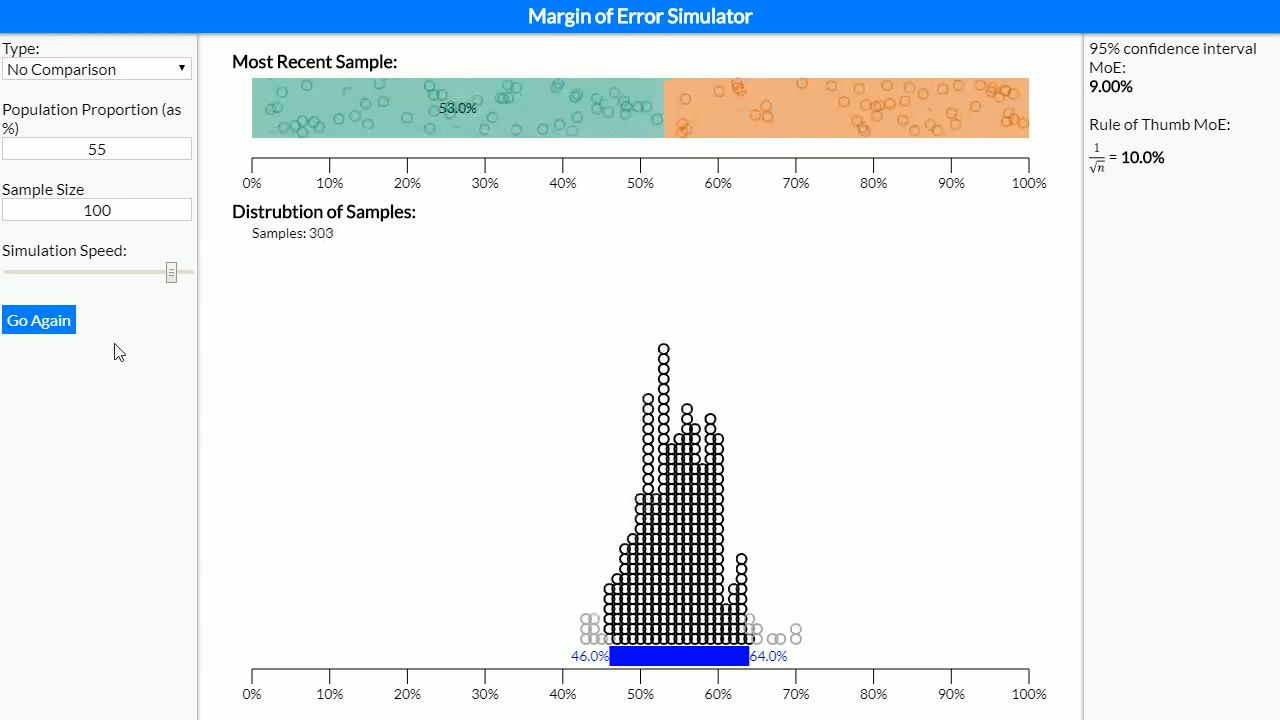 Margin of Error Simulator
Type:
No Comparison
Population Proportion (as
%)
55
Sample Size
100
Simulation Speed:
Go Again
Most Recent Sample:
53.0%
0% 10% 20% 30% 40% 50% 60% 70% 80% 90% 100%
Distrubtion of Samples:
Samples: 303
46.0% 64.0%
0% 10% 20% 30% 40% 50% 60% 70% 80% 90% 100%
95% confidence interval
MoE:
9.00%
Rule of Thumb MoE:
1/√n = 10.0%